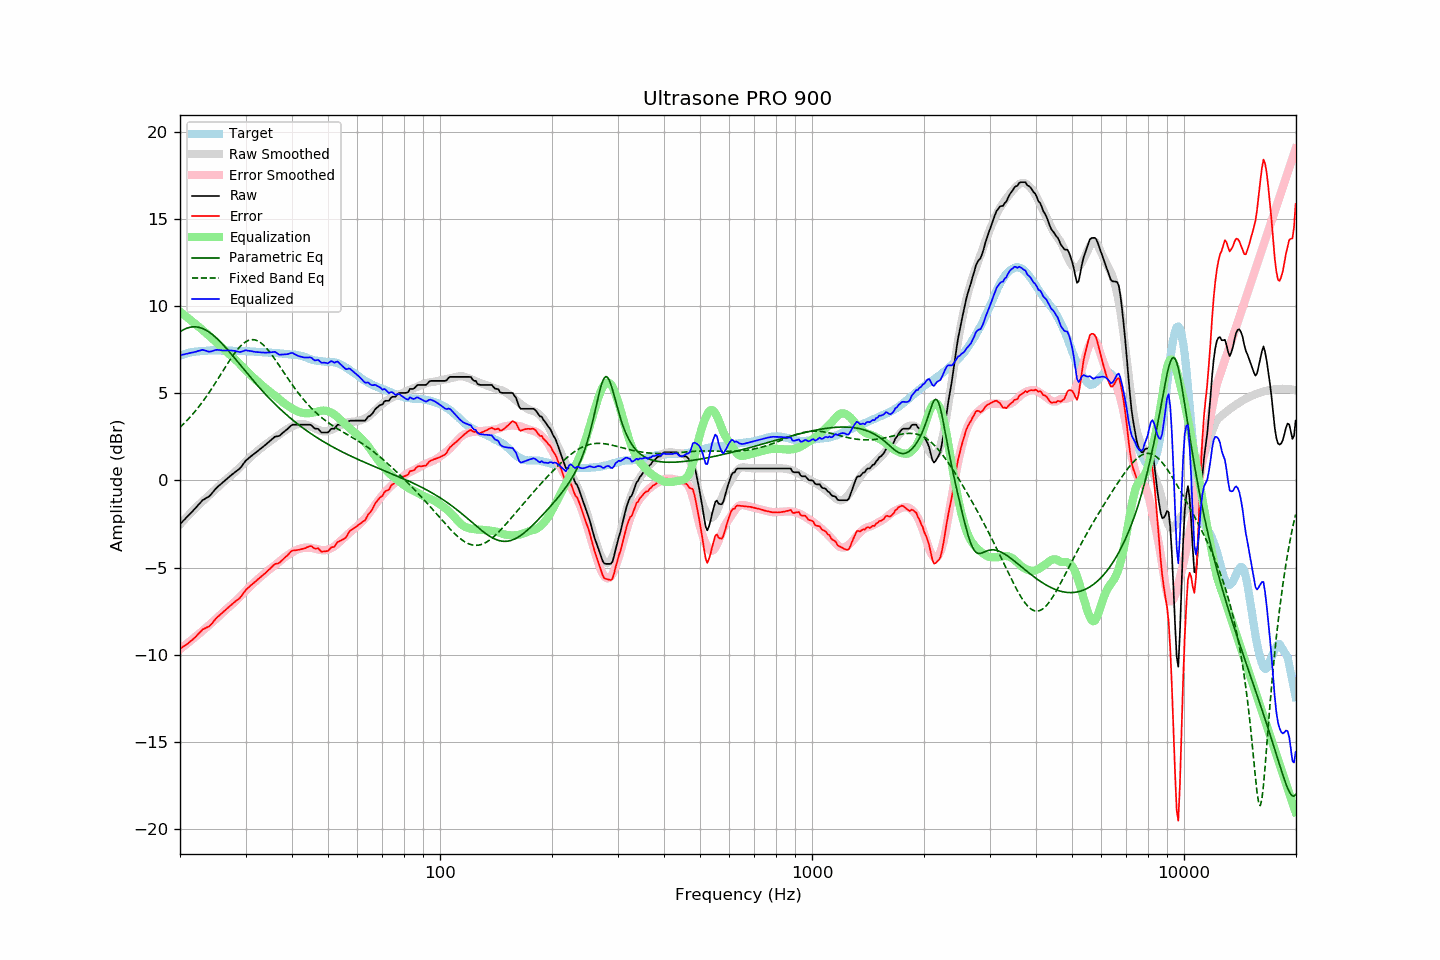 Ultrasone PRO 900
Target
Raw Smoothed
Error Smoothed
Raw
Error
Equalization
Parametric Eq
Fixed Band Eq
Equalized
20
15
10
5
0
−5
−10
−15
−20
Amplitude (dBr)
100
1000
10000
Frequency (Hz)